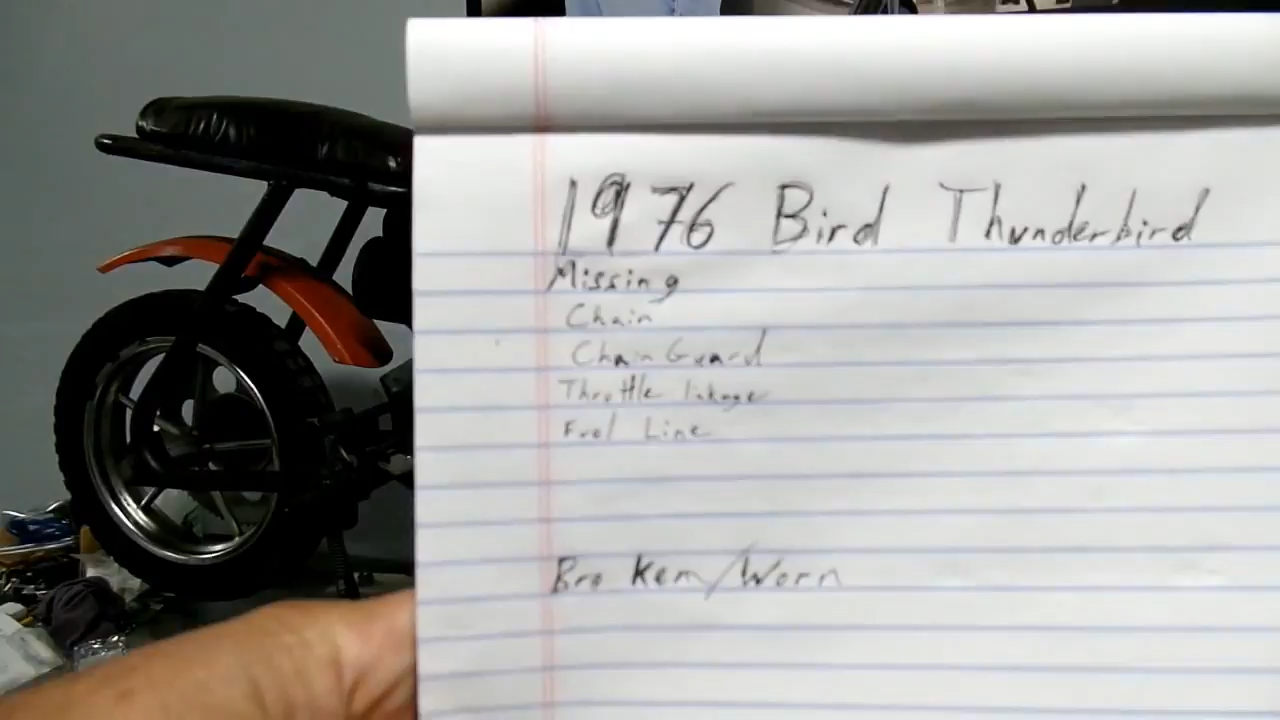 1976 Bird Thunderbird
Missing
Chain
Chain Guard
Throttle linkage
Fuel Line
Broken/Worn